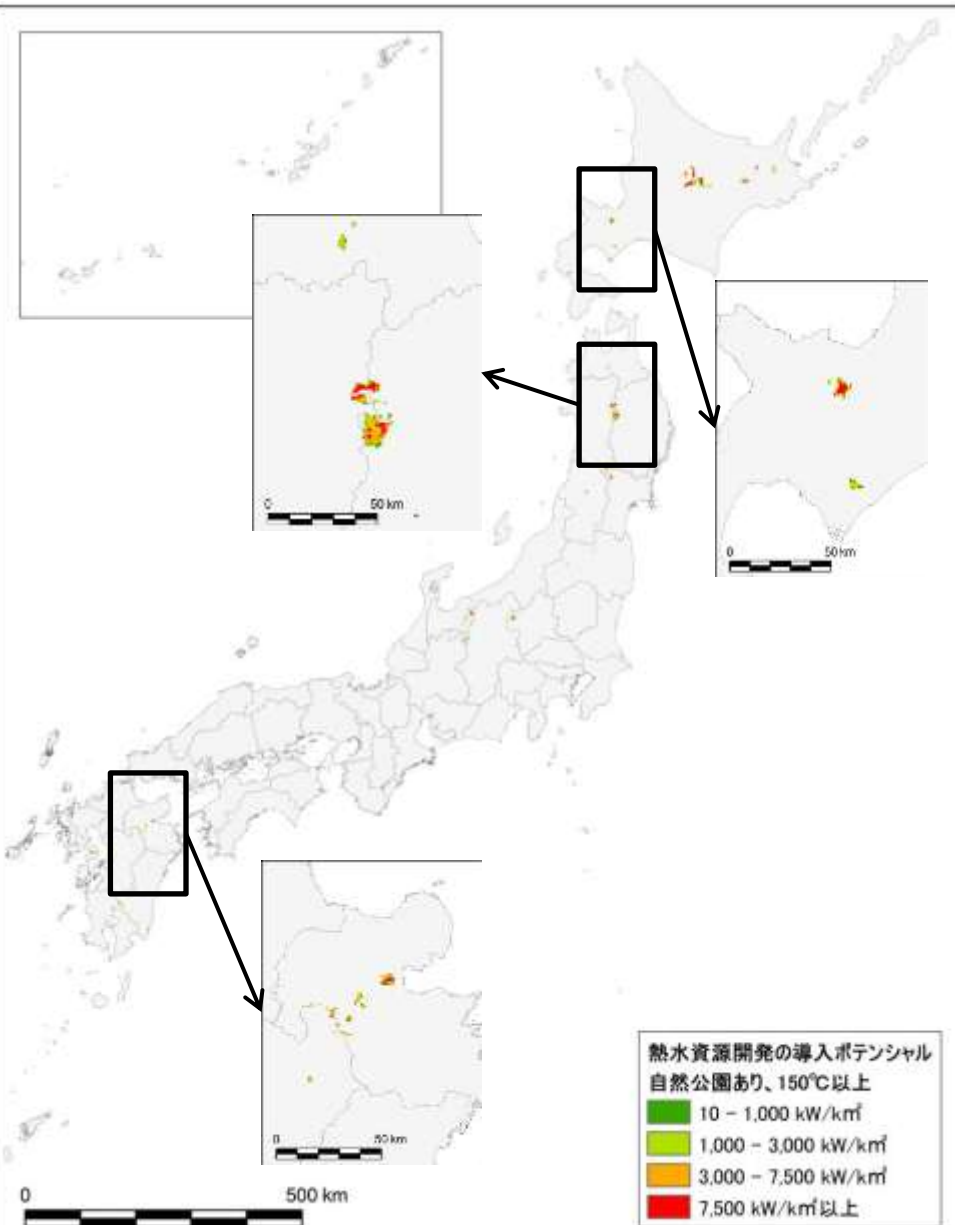 0 50 km
0 50 km
0 50 km
熱水資源開発の導入ポテンシャル
自然公園あり、150℃以上
10 − 1,000 kW/k㎡
1,000 − 3,000 kW/k㎡
3,000 − 7,500 kW/k㎡
7,500 kW/k㎡以上
0 500 km